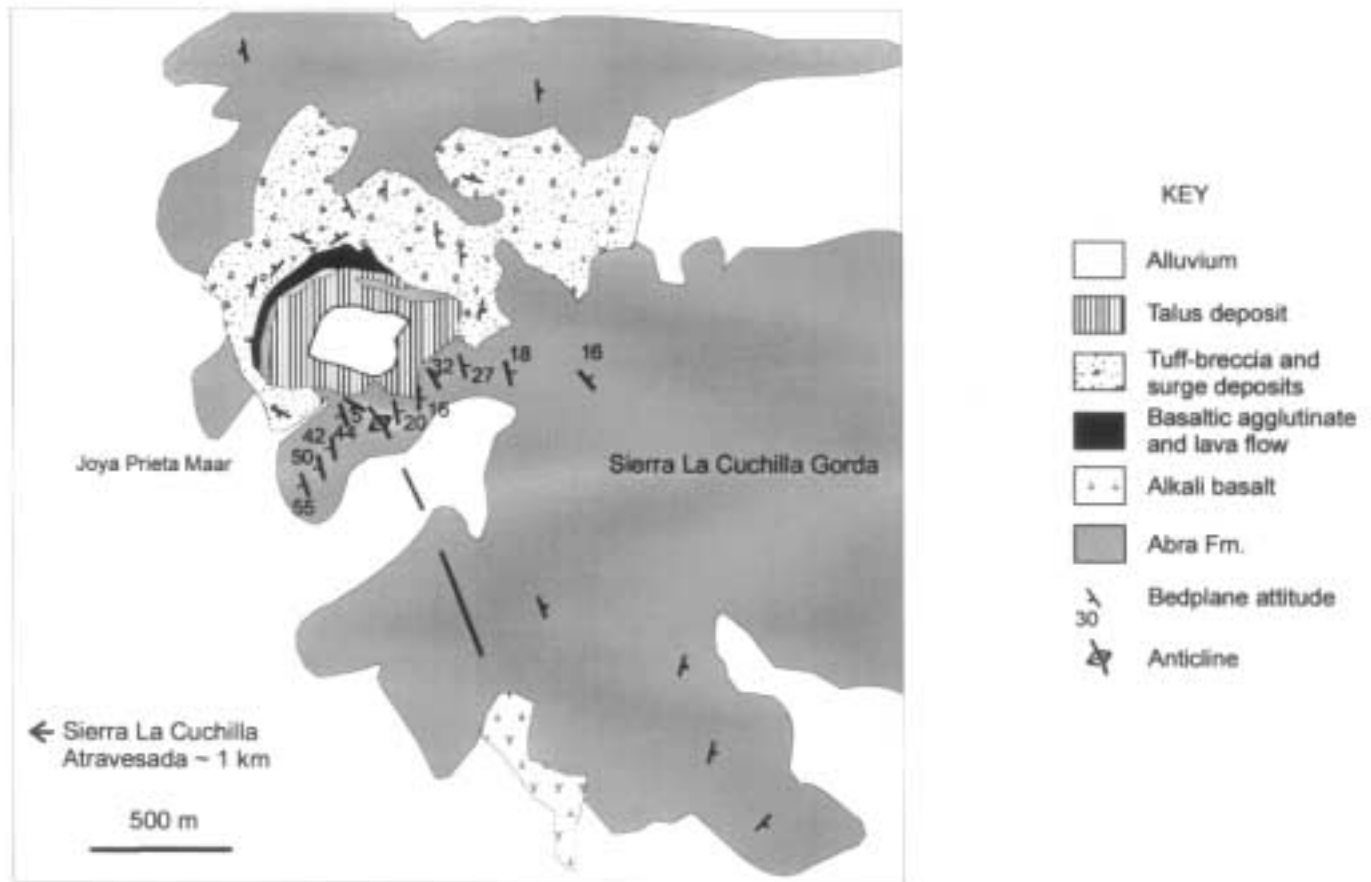 16
18
32
27
5
15
20
42
44
50
55
Joya Prieta Maar
Sierra La Cuchilla Gorda
← Sierra La Cuchilla
Atravesada ~ 1 km
500 m
KEY
Alluvium
Talus deposit
Tuff-breccia and
surge deposits
Basaltic agglutinate
and lava flow
Alkali basalt
Abra Fm.
Bedplane attitude
30
Anticline